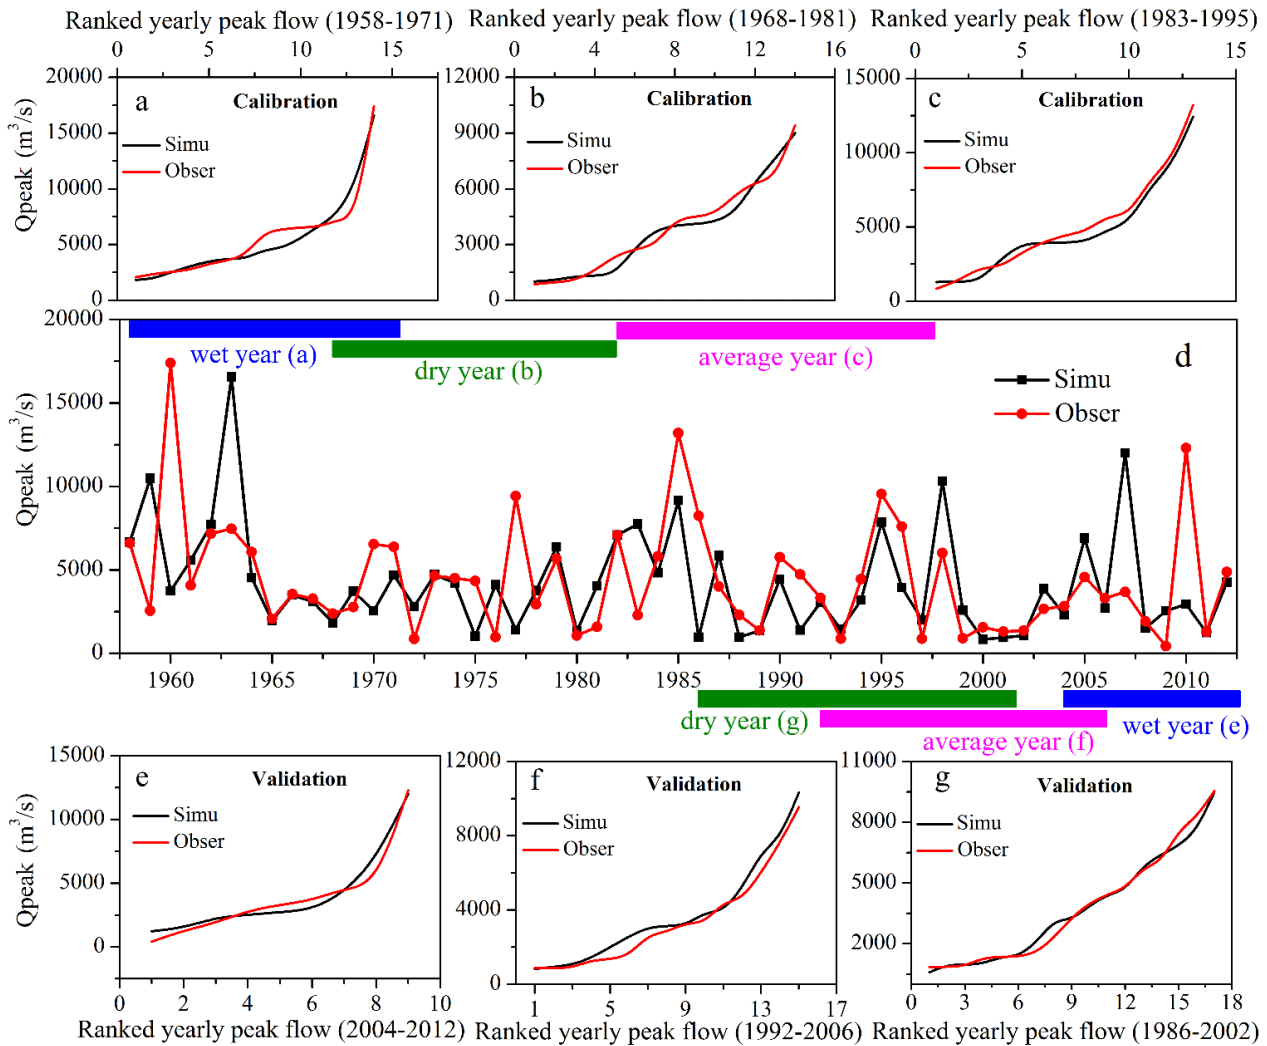 Ranked yearly peak flow (1958-1971)
0 5 10 15
Ranked yearly peak flow (1968-1981)
0 4 8 12 16
Ranked yearly peak flow (1983-1995)
0 5 10 15
Qpeak (m³/s)
20000
15000
10000
5000
0
a
Calibration
Simu
Obser
12000
9000
6000
3000
0
b
Calibration
Simu
Obser
15000
10000
5000
0
c
Calibration
Simu
Obser
Qpeak (m³/s)
20000
15000
10000
5000
0
wet year (a)
dry year (b)
average year (c)
d
Simu
Obser
1960 1965 1970 1975 1980 1985 1990 1995 2000 2005 2010
dry year (g)
average year (f)
wet year (e)
Qpeak (m³/s)
15000
10000
5000
0
e
Validation
Simu
Obser
0 2 4 6 8 10
Ranked yearly peak flow (2004-2012)
12000
8000
4000
0
f
Validation
Simu
Obser
1 5 9 13 17
Ranked yearly peak flow (1992-2006)
10000
8000
6000
4000
2000
g
Validation
Simu
Obser
0 3 6 9 12 15 18
Ranked yearly peak flow (1986-2002)